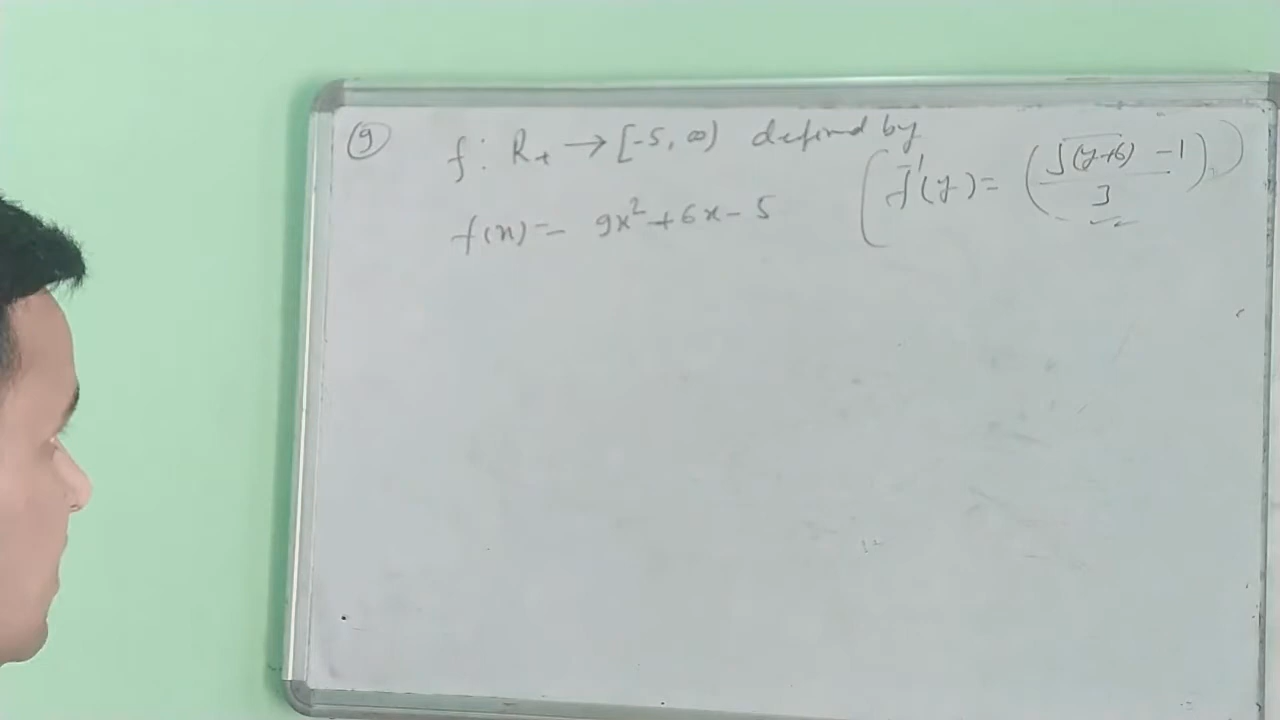 (9) f : R₊ → [-5, ∞) defined by
f(x) = 9x² + 6x - 5
(f⁻¹(y) = (√(y+6) - 1)/3)